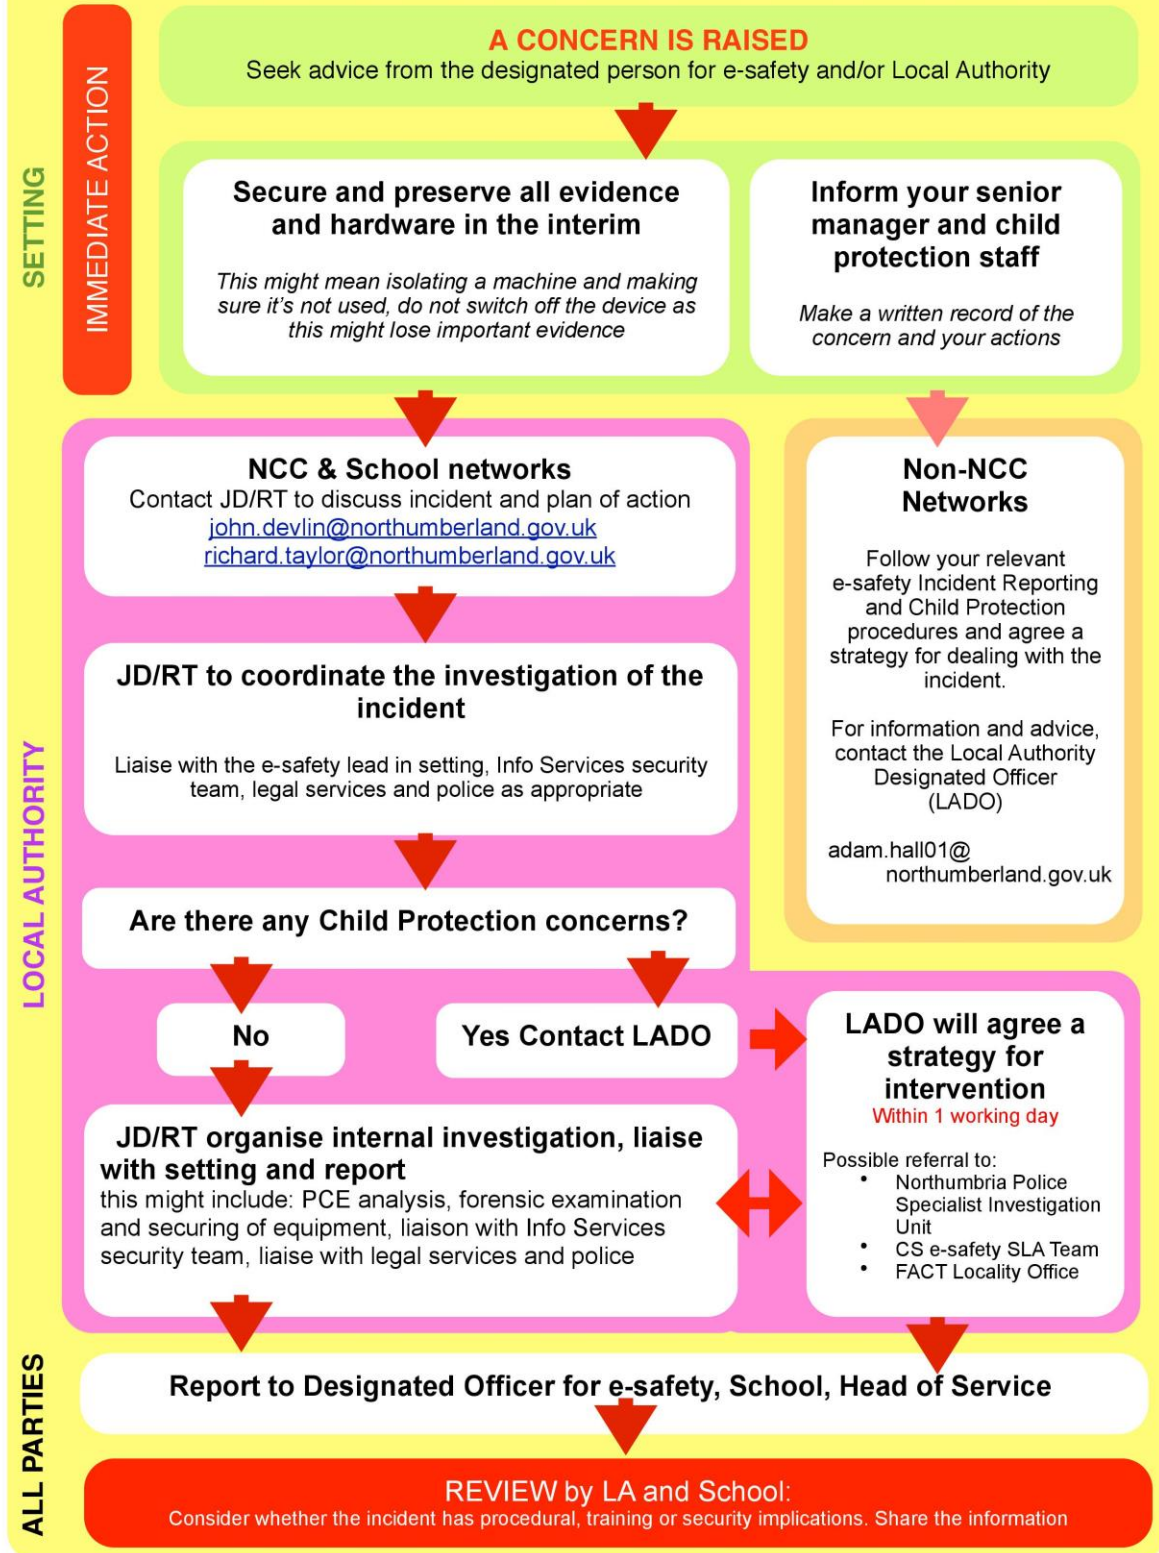 A CONCERN IS RAISED
Seek advice from the designated person for e-safety and/or Local Authority
SETTING
IMMEDIATE ACTION
Secure and preserve all evidence
and hardware in the interim
This might mean isolating a machine and making
sure it's not used, do not switch off the device as
this might lose important evidence
Inform your senior
manager and child
protection staff
Make a written record of the
concern and your actions
LOCAL AUTHORITY
NCC & School networks
Contact JD/RT to discuss incident and plan of action
john.devlin@northumberland.gov.uk
richard.taylor@northumberland.gov.uk
Non-NCC
Networks
Follow your relevant
e-safety Incident Reporting
and Child Protection
procedures and agree a
strategy for dealing with the
incident.
For information and advice,
contact the Local Authority
Designated Officer
(LADO)
adam.hall01@
northumberland.gov.uk
JD/RT to coordinate the investigation of the
incident
Liaise with the e-safety lead in setting, Info Services security
team, legal services and police as appropriate
Are there any Child Protection concerns?
No
Yes Contact LADO
LADO will agree a
strategy for
intervention
Within 1 working day
Possible referral to:
• Northumbria Police
Specialist Investigation
Unit
• CS e-safety SLA Team
• FACT Locality Office
JD/RT organise internal investigation, liaise
with setting and report
this might include: PCE analysis, forensic examination
and securing of equipment, liaison with Info Services
security team, liaise with legal services and police
ALL PARTIES
Report to Designated Officer for e-safety, School, Head of Service
REVIEW by LA and School:
Consider whether the incident has procedural, training or security implications. Share the information